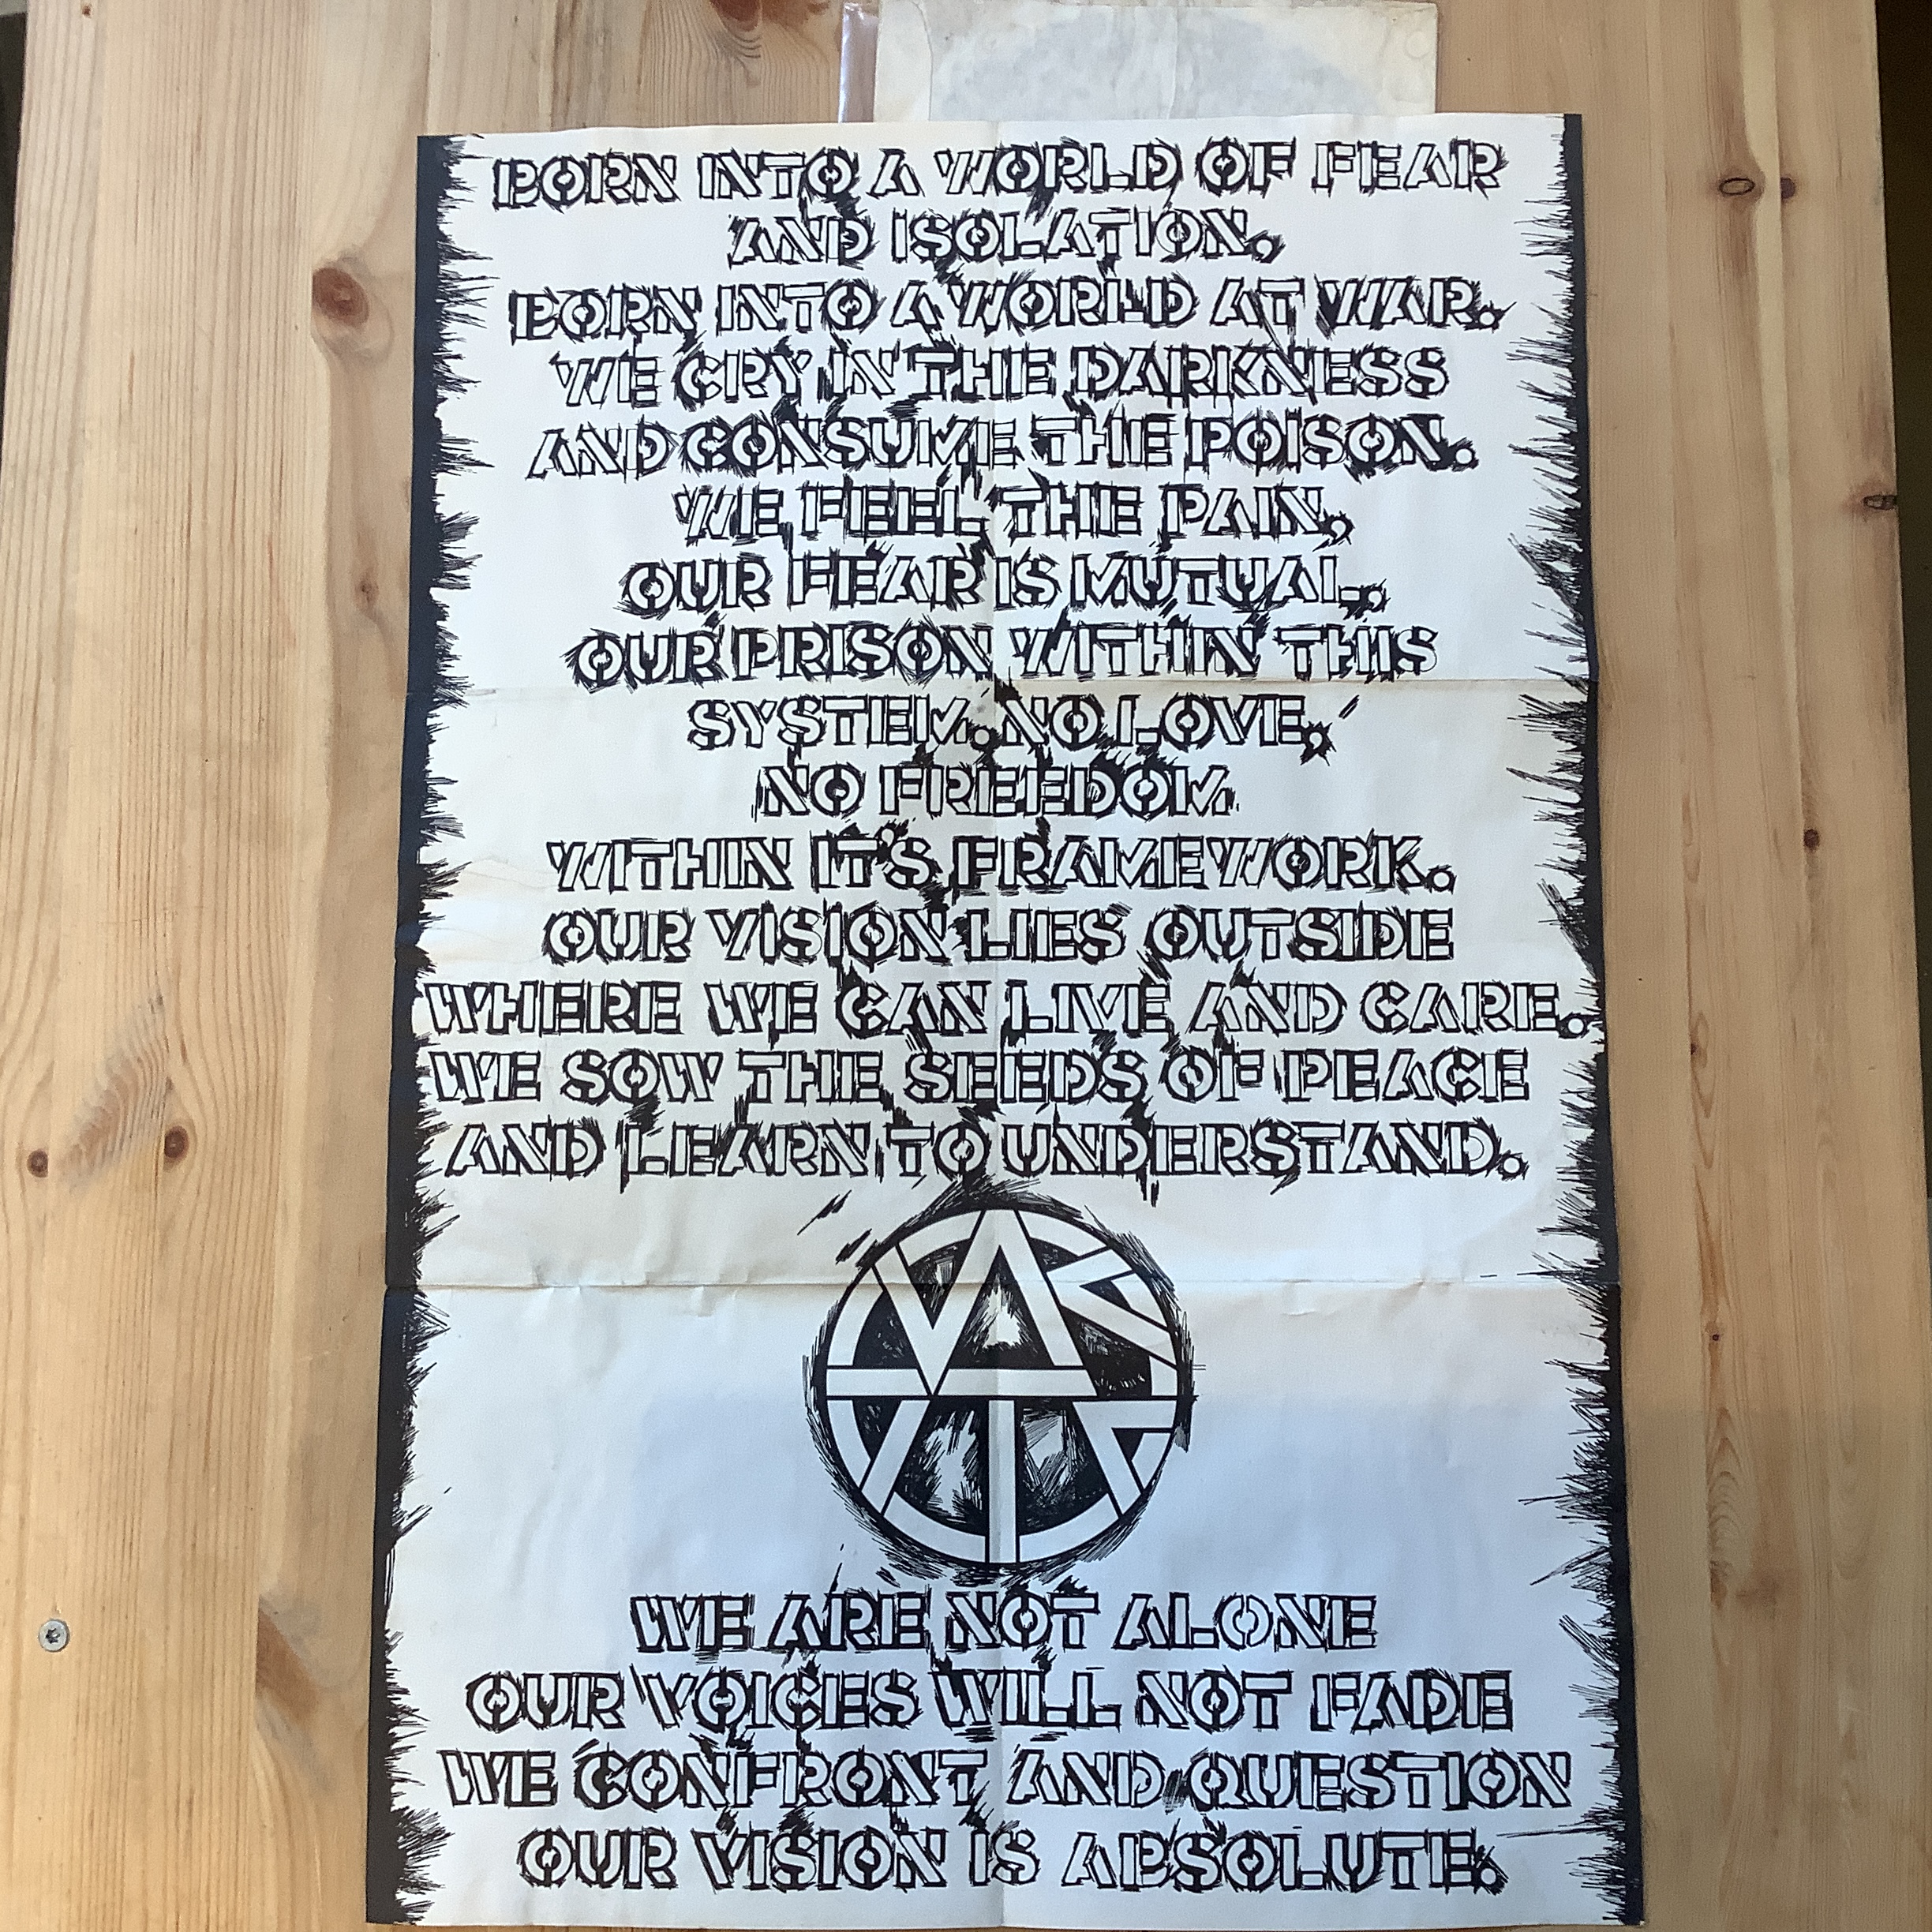 BORN INTO A WORLD OF FEAR
AND ISOLATION,
BORN INTO A WORLD AT WAR.
WE CRY IN THE DARKNESS
AND CONSUME THE POISON.
WE FEEL THE PAIN,
OUR FEAR IS MUTUAL,
OUR PRISON WITHIN THIS
SYSTEM. NO LOVE,
NO FREEDOM
WITHIN IT'S FRAMEWORK.
OUR VISION LIES OUTSIDE
WHERE WE CAN LIVE AND CARE.
WE SOW THE SEEDS OF PEACE
AND LEARN TO UNDERSTAND.
WE ARE NOT ALONE
OUR VOICES WILL NOT FADE
WE CONFRONT AND QUESTION
OUR VISION IS ABSOLUTE.